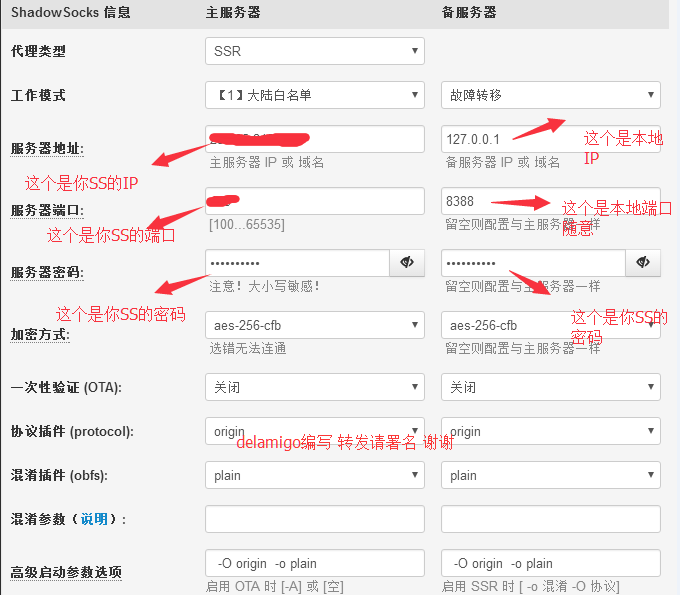 ShadowSocks 信息 主服务器 备服务器
代理类型 SSR
工作模式 【1】大陆白名单 故障转移
服务器地址: 127.0.0.1 这个是本地
IP
主服务器 IP 或 域名 备服务器 IP 或 域名
这个是你SS的IP
服务器端口: 8388 这个是本地端口
随意
[100...65535] 留空则配置与主服务器一样
这个是你SS的端口
服务器密码: •••••••••• ••••••••••
注意！大小写敏感！ 留空则配置与主服务器一样
这个是你SS的密码 这个是你SS的
密码
加密方式: aes-256-cfb aes-256-cfb
选错无法连通 留空则配置与主服务器一样
一次性验证 (OTA): 关闭 关闭
协议插件 (protocol): origin origin
delamigo编写 转发请署名 谢谢
混淆插件 (obfs): plain plain
混淆参数（说明）:
高级启动参数选项 -O origin -o plain -O origin -o plain
启用 OTA 时 [-A] 或 [空] 启用 SSR 时 [ -o 混淆 -O 协议]